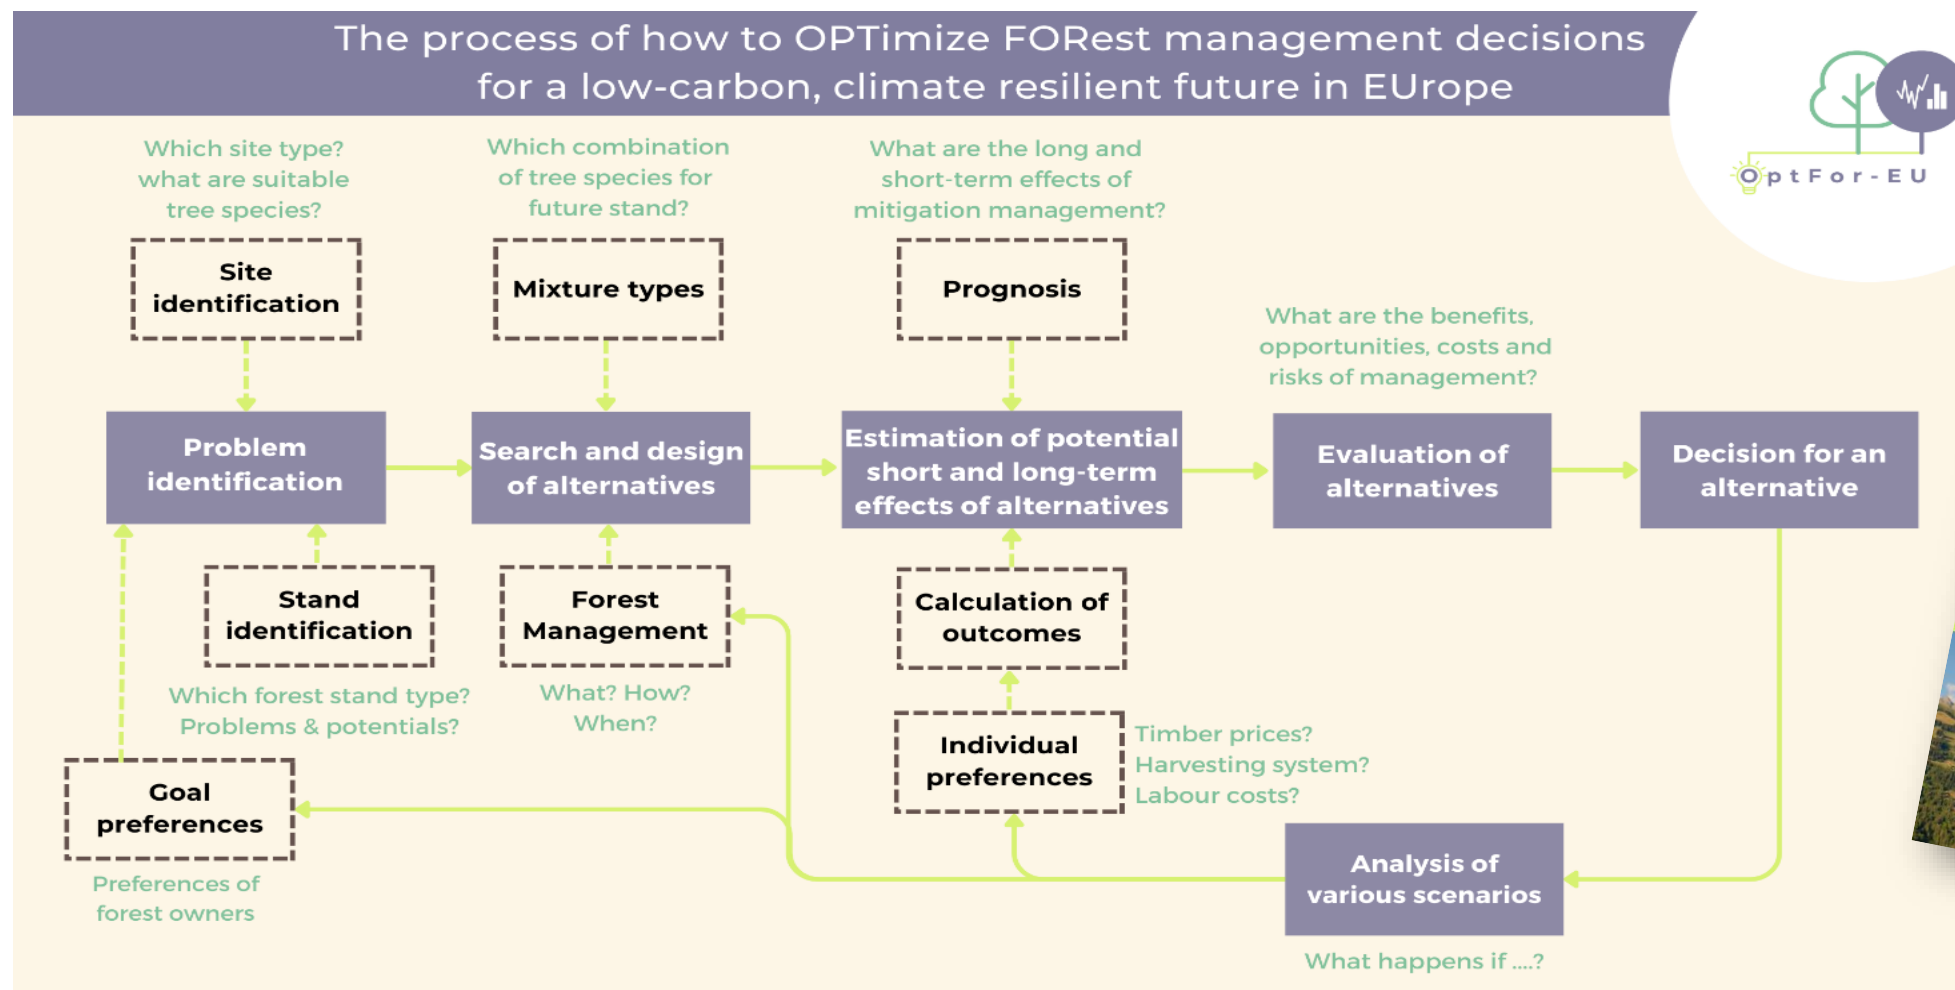 The process of how to OPTimize FORest management decisions
for a low-carbon, climate resilient future in EUrope
OptFor-EU
Which site type?
what are suitable
tree species?
Which combination
of tree species for
future stand?
What are the long and
short-term effects of
mitigation management?
Site
identification
Mixture types
Prognosis
What are the benefits,
opportunities, costs and
risks of management?
Problem
identification
Search and design
of alternatives
Estimation of potential
short and long-term
effects of alternatives
Evaluation of
alternatives
Decision for an
alternative
Stand
identification
Which forest stand type?
Problems & potentials?
Forest
Management
What? How?
When?
Calculation of
outcomes
Individual
preferences
Timber prices?
Harvesting system?
Labour costs?
Goal
preferences
Preferences of
forest owners
Analysis of
various scenarios
What happens if ....?